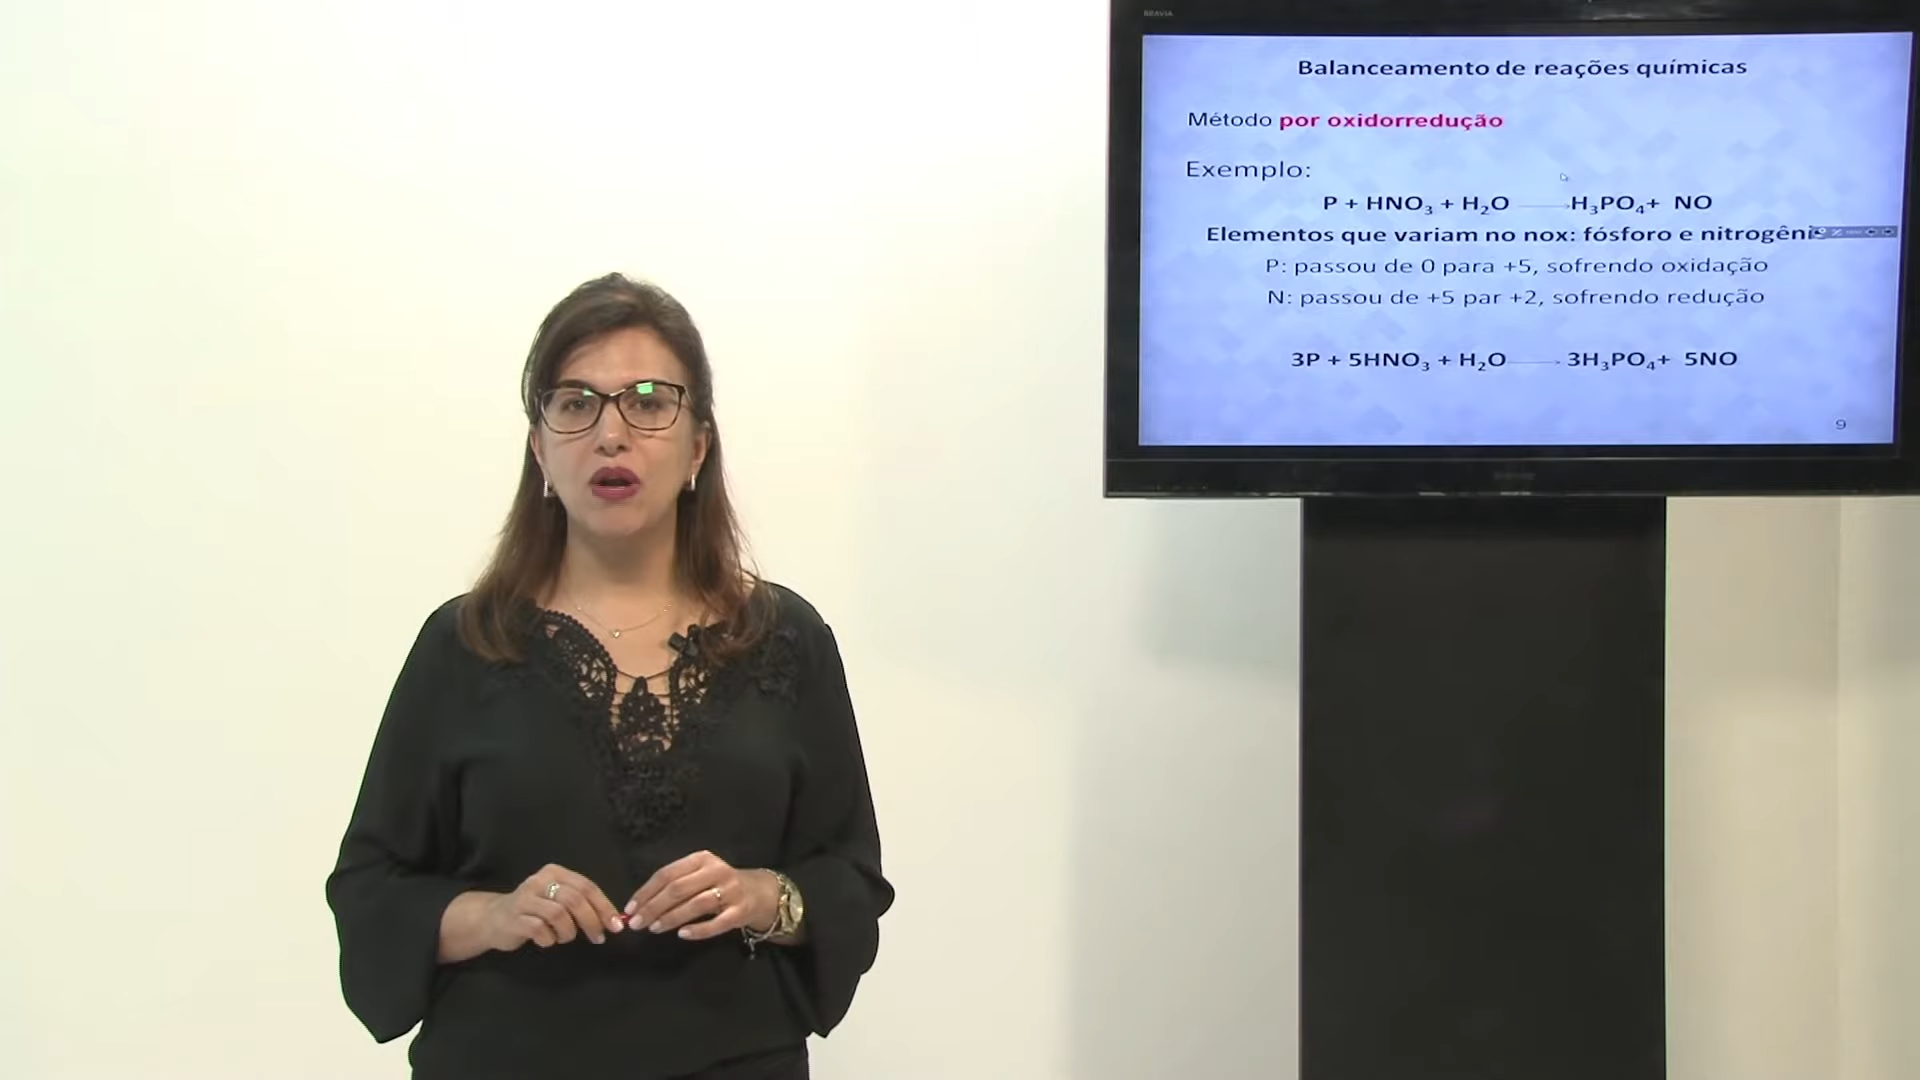 BRAVIA
Balanceamento de reações químicas
Método por oxidorredução
Exemplo:
P + HNO₃ + H₂O → H₃PO₄+ NO
Elementos que variam no nox: fósforo e
P: passou de 0 para +5, sofrendo oxidação
N: passou de +5 par +2, sofrendo redução
3P + 5HNO₃ + H₂O → 3H₃PO₄+ 5NO
9